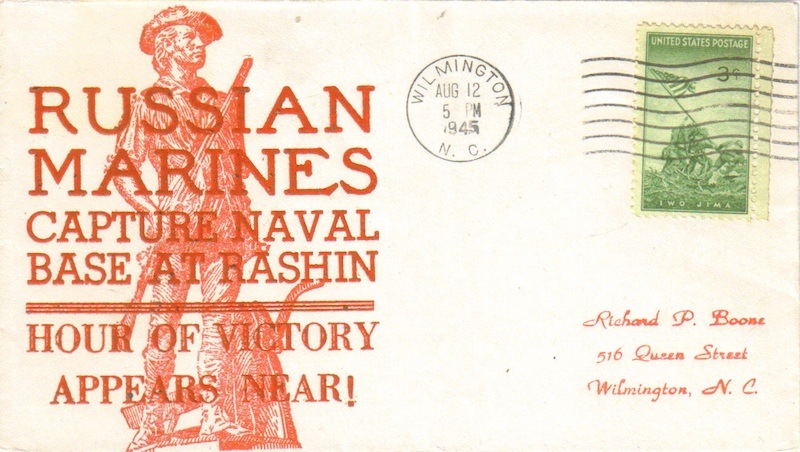 RUSSIAN
MARINES
CAPTURE NAVAL
BASE AT RASHIN
HOUR OF VICTORY
APPEARS NEAR!
WILMINGTON
AUG 12
5 PM
1945
N. C.
UNITED STATES POSTAGE
3¢
IWO JIMA
Richard P. Boone
516 Queen Street
Wilmington, N. C.